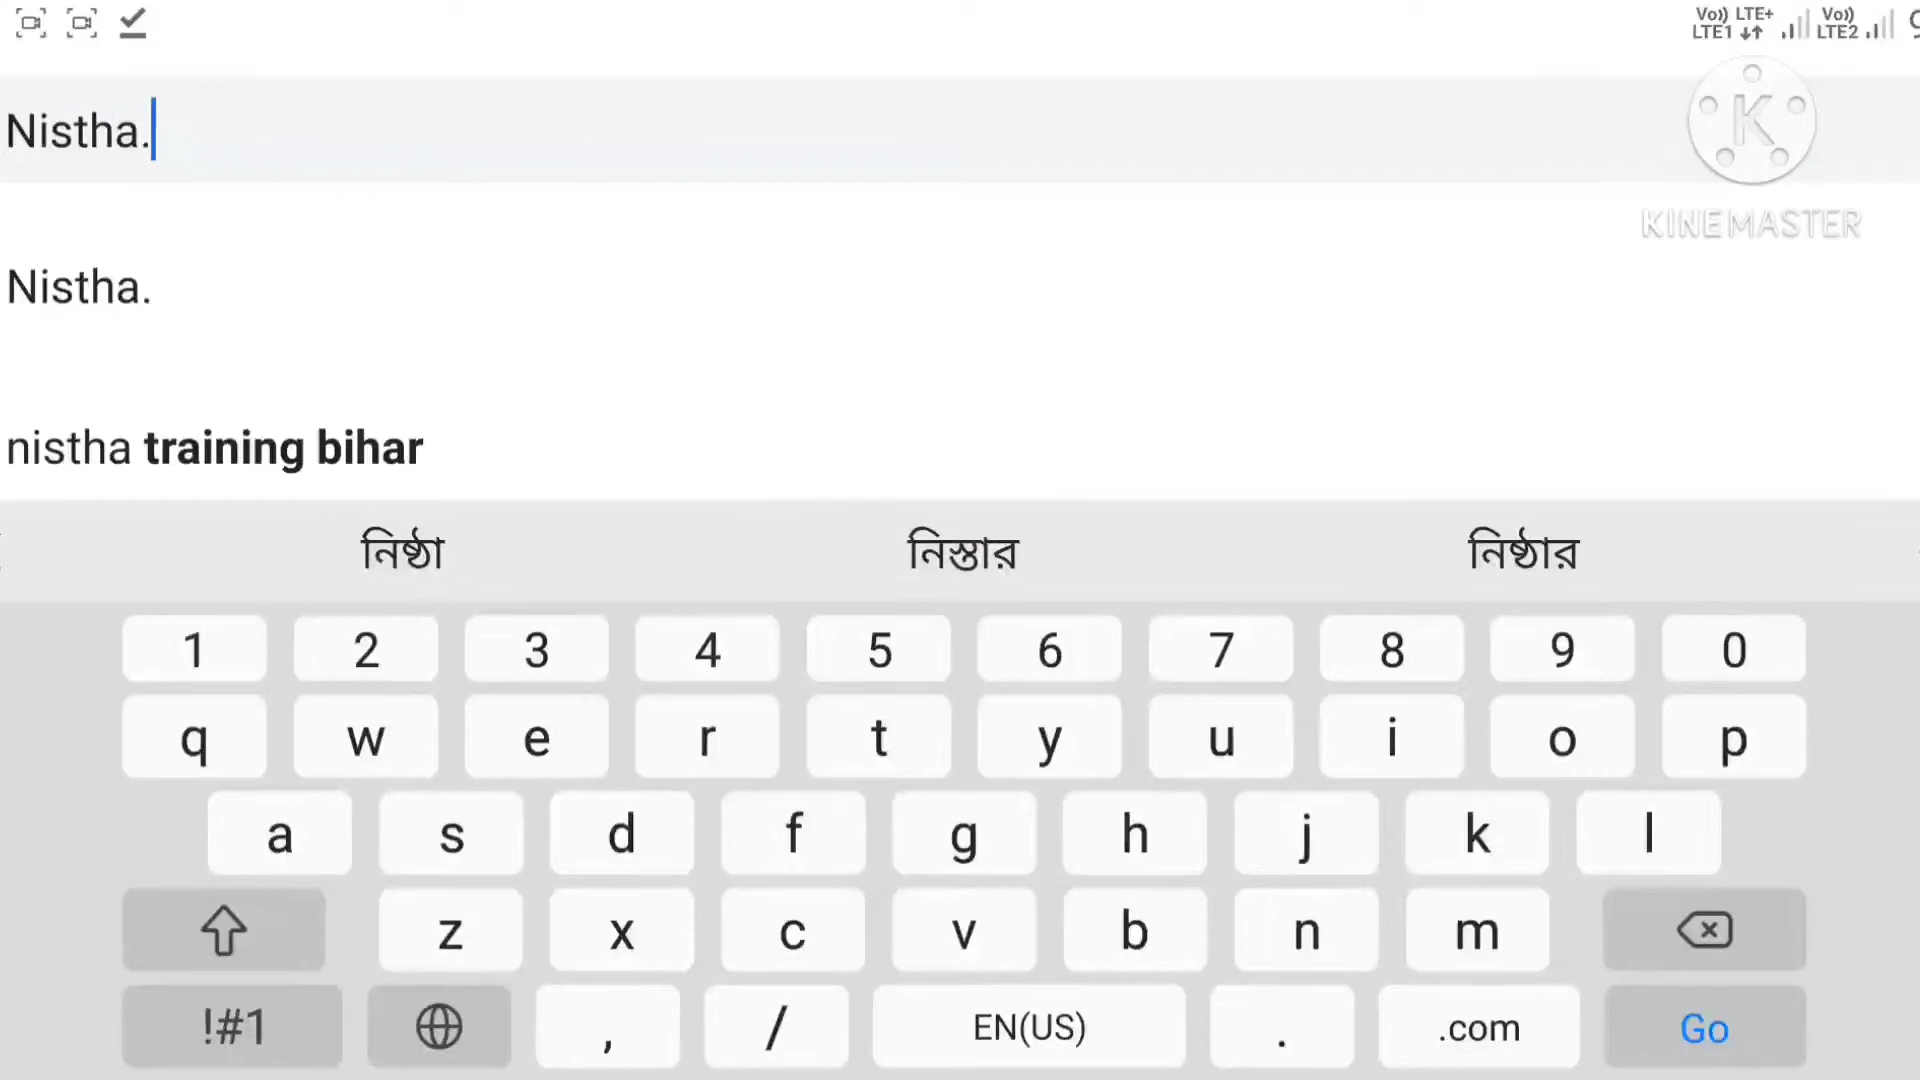 Vo)) LTE+ Vo))
LTE1 LTE2
Nistha.
K
KINEMASTER
Nistha.
nistha training bihar
নিষ্ঠা নিস্তার নিষ্ঠার
1 2 3 4 5 6 7 8 9 0
q w e r t y u i o p
a s d f g h j k l
z x c v b n m
!#1 , / EN(US) . .com Go